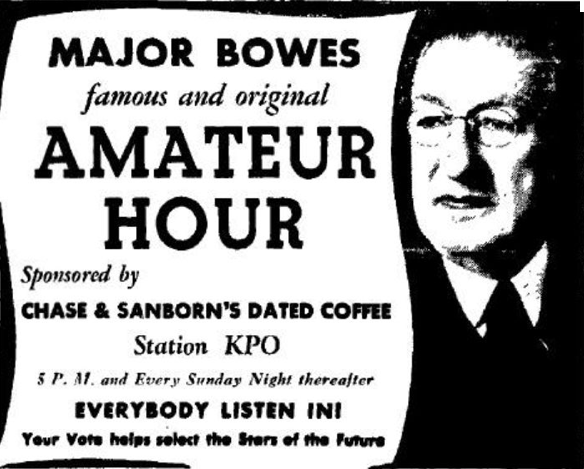 MAJOR BOWES
famous and original
AMATEUR
HOUR
Sponsored by
CHASE & SANBORN'S DATED COFFEE
Station KPO
5 P. M. and Every Sunday Night thereafter
EVERYBODY LISTEN IN!
Your Vote helps select the Stars of the Future